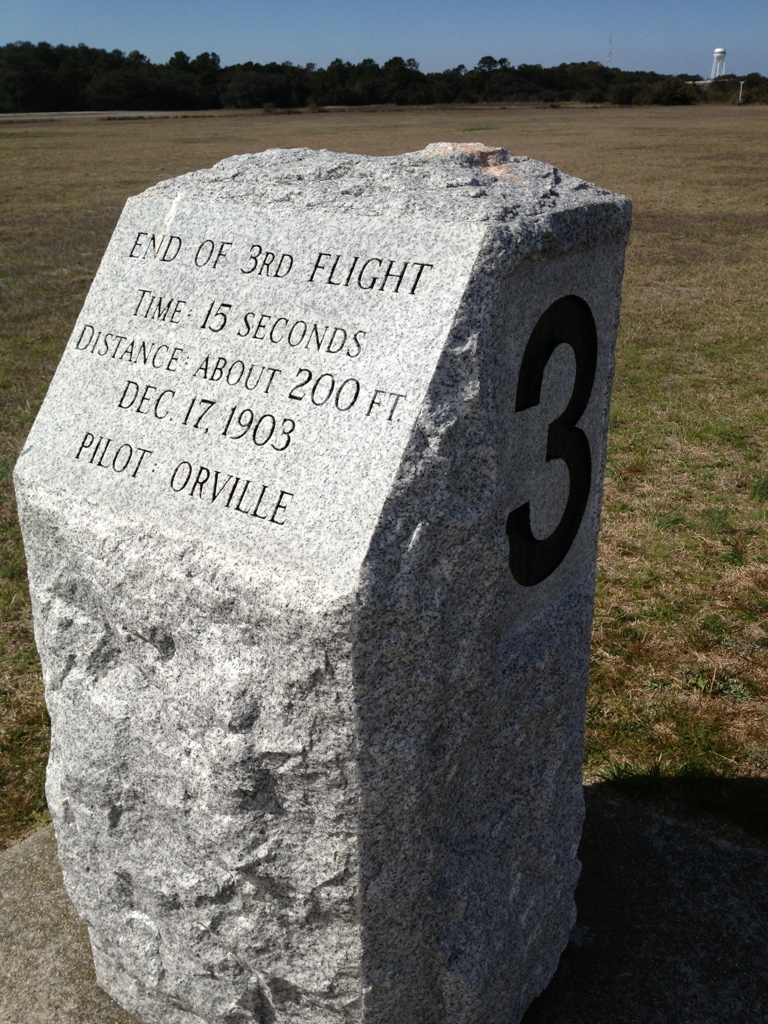 END OF 3RD FLIGHT
TIME: 15 SECONDS
DISTANCE: ABOUT 200 FT.
DEC. 17, 1903
PILOT: ORVILLE
3